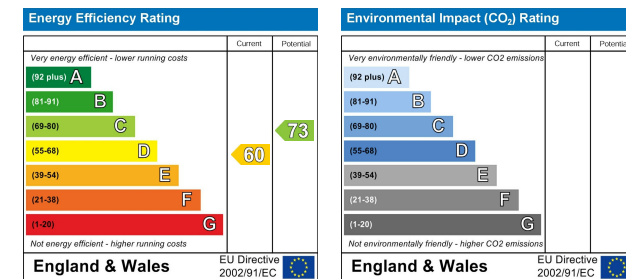 Energy Efficiency Rating
Current Potential
Very energy efficient - lower running costs
(92 plus) A
(81-91) B
(69-80) C
73
(55-68) D
60
(39-54) E
(21-38) F
(1-20) G
Not energy efficient - higher running costs
England & Wales
EU Directive
2002/91/EC
Environmental Impact (CO2) Rating
Current Potential
Very environmentally friendly - lower CO2 emissions
(92 plus) A
(81-91) B
(69-80) C
(55-68) D
(39-54) E
(21-38) F
(1-20) G
Not environmentally friendly - higher CO2 emissions
England & Wales
EU Directive
2002/91/EC